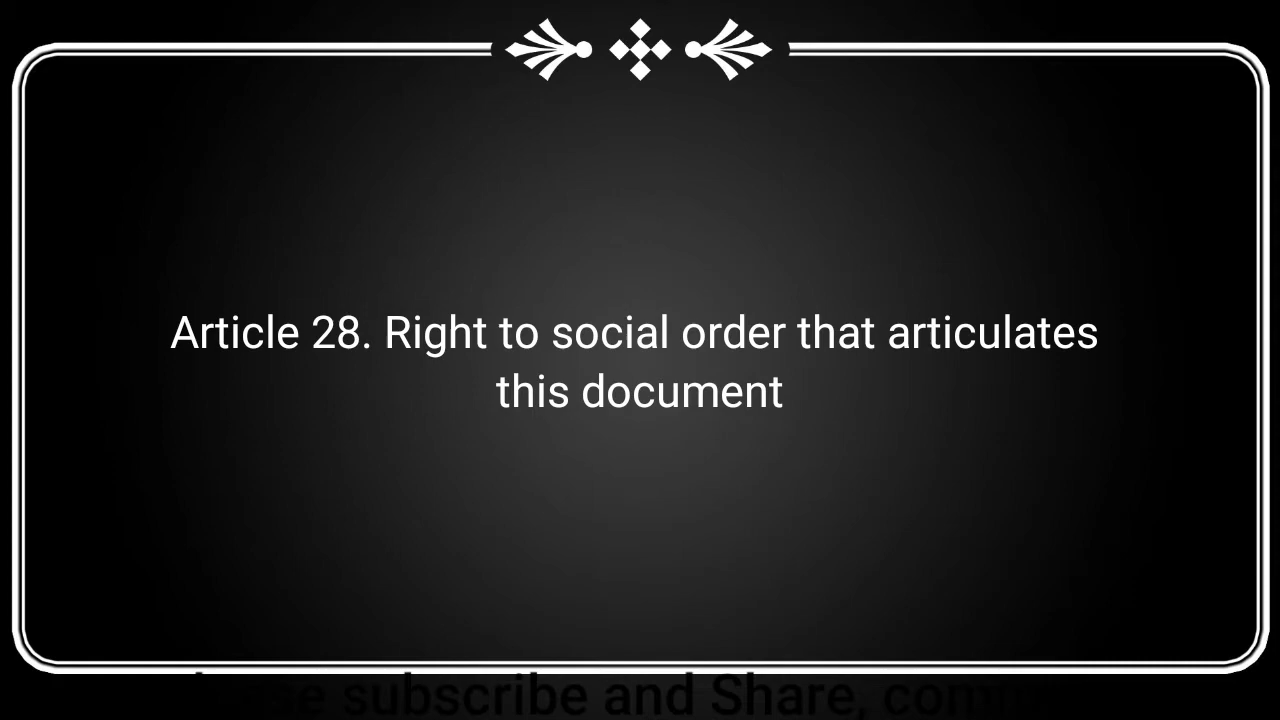 Article 28. Right to social order that articulates
this document
subscribe and Share,